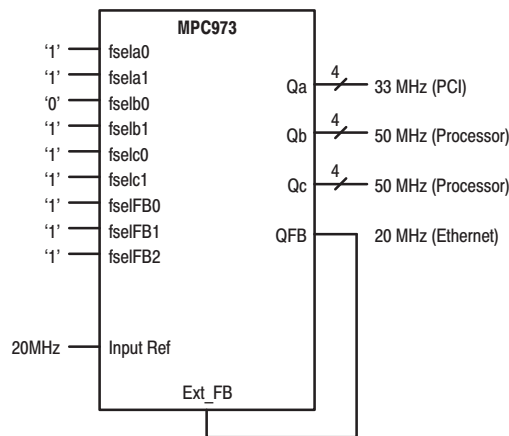 MPC973
‘1’ fsela0
‘1’ fsela1
‘0’ fselb0
‘1’ fselb1
‘1’ fselc0
‘1’ fselc1
‘1’ fselFB0
‘1’ fselFB1
‘1’ fselFB2
20MHz Input Ref
Qa 4 33 MHz (PCI)
Qb 4 50 MHz (Processor)
Qc 4 50 MHz (Processor)
QFB 20 MHz (Ethernet)
Ext_FB